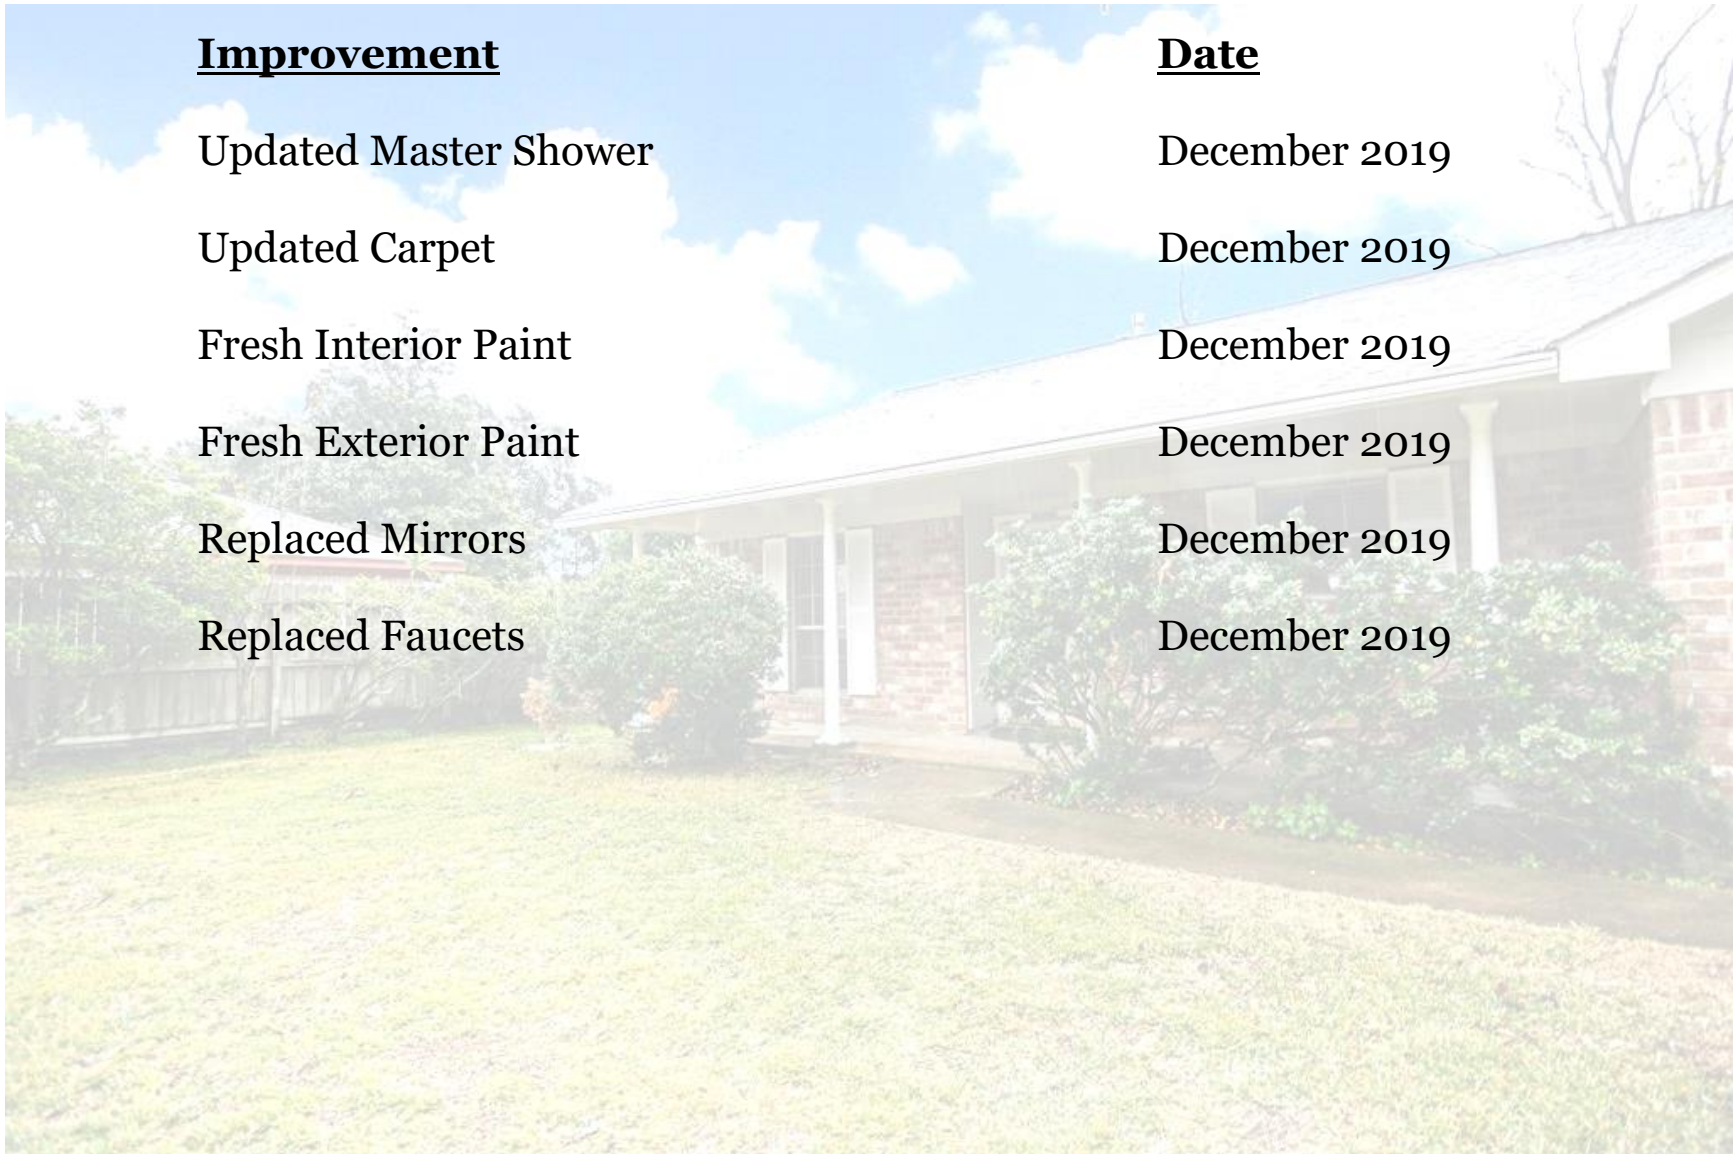 Improvement Date
Updated Master Shower December 2019
Updated Carpet December 2019
Fresh Interior Paint December 2019
Fresh Exterior Paint December 2019
Replaced Mirrors December 2019
Replaced Faucets December 2019